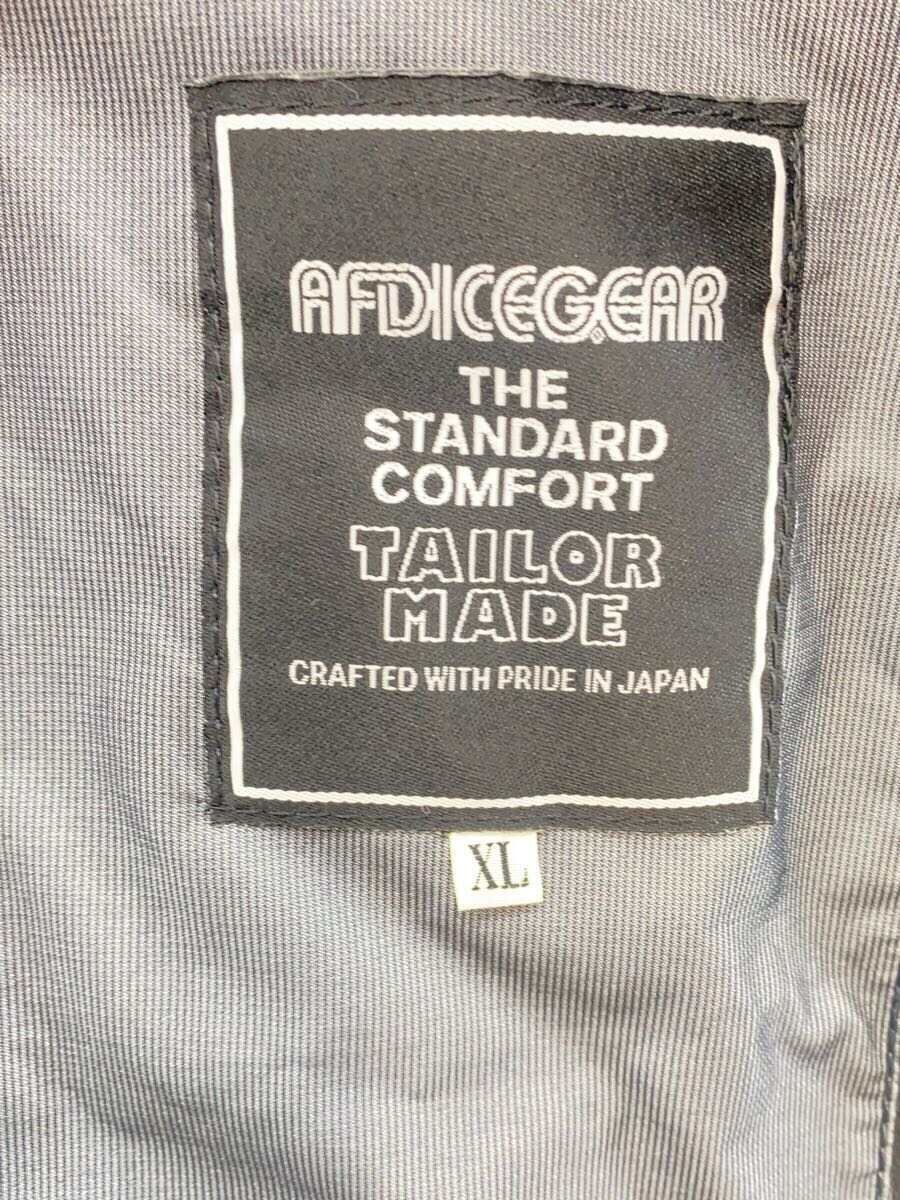 AFDICEGEAR
THE
STANDARD
COMFORT
TAILOR
MADE
CRAFTED WITH PRIDE IN JAPAN
XL